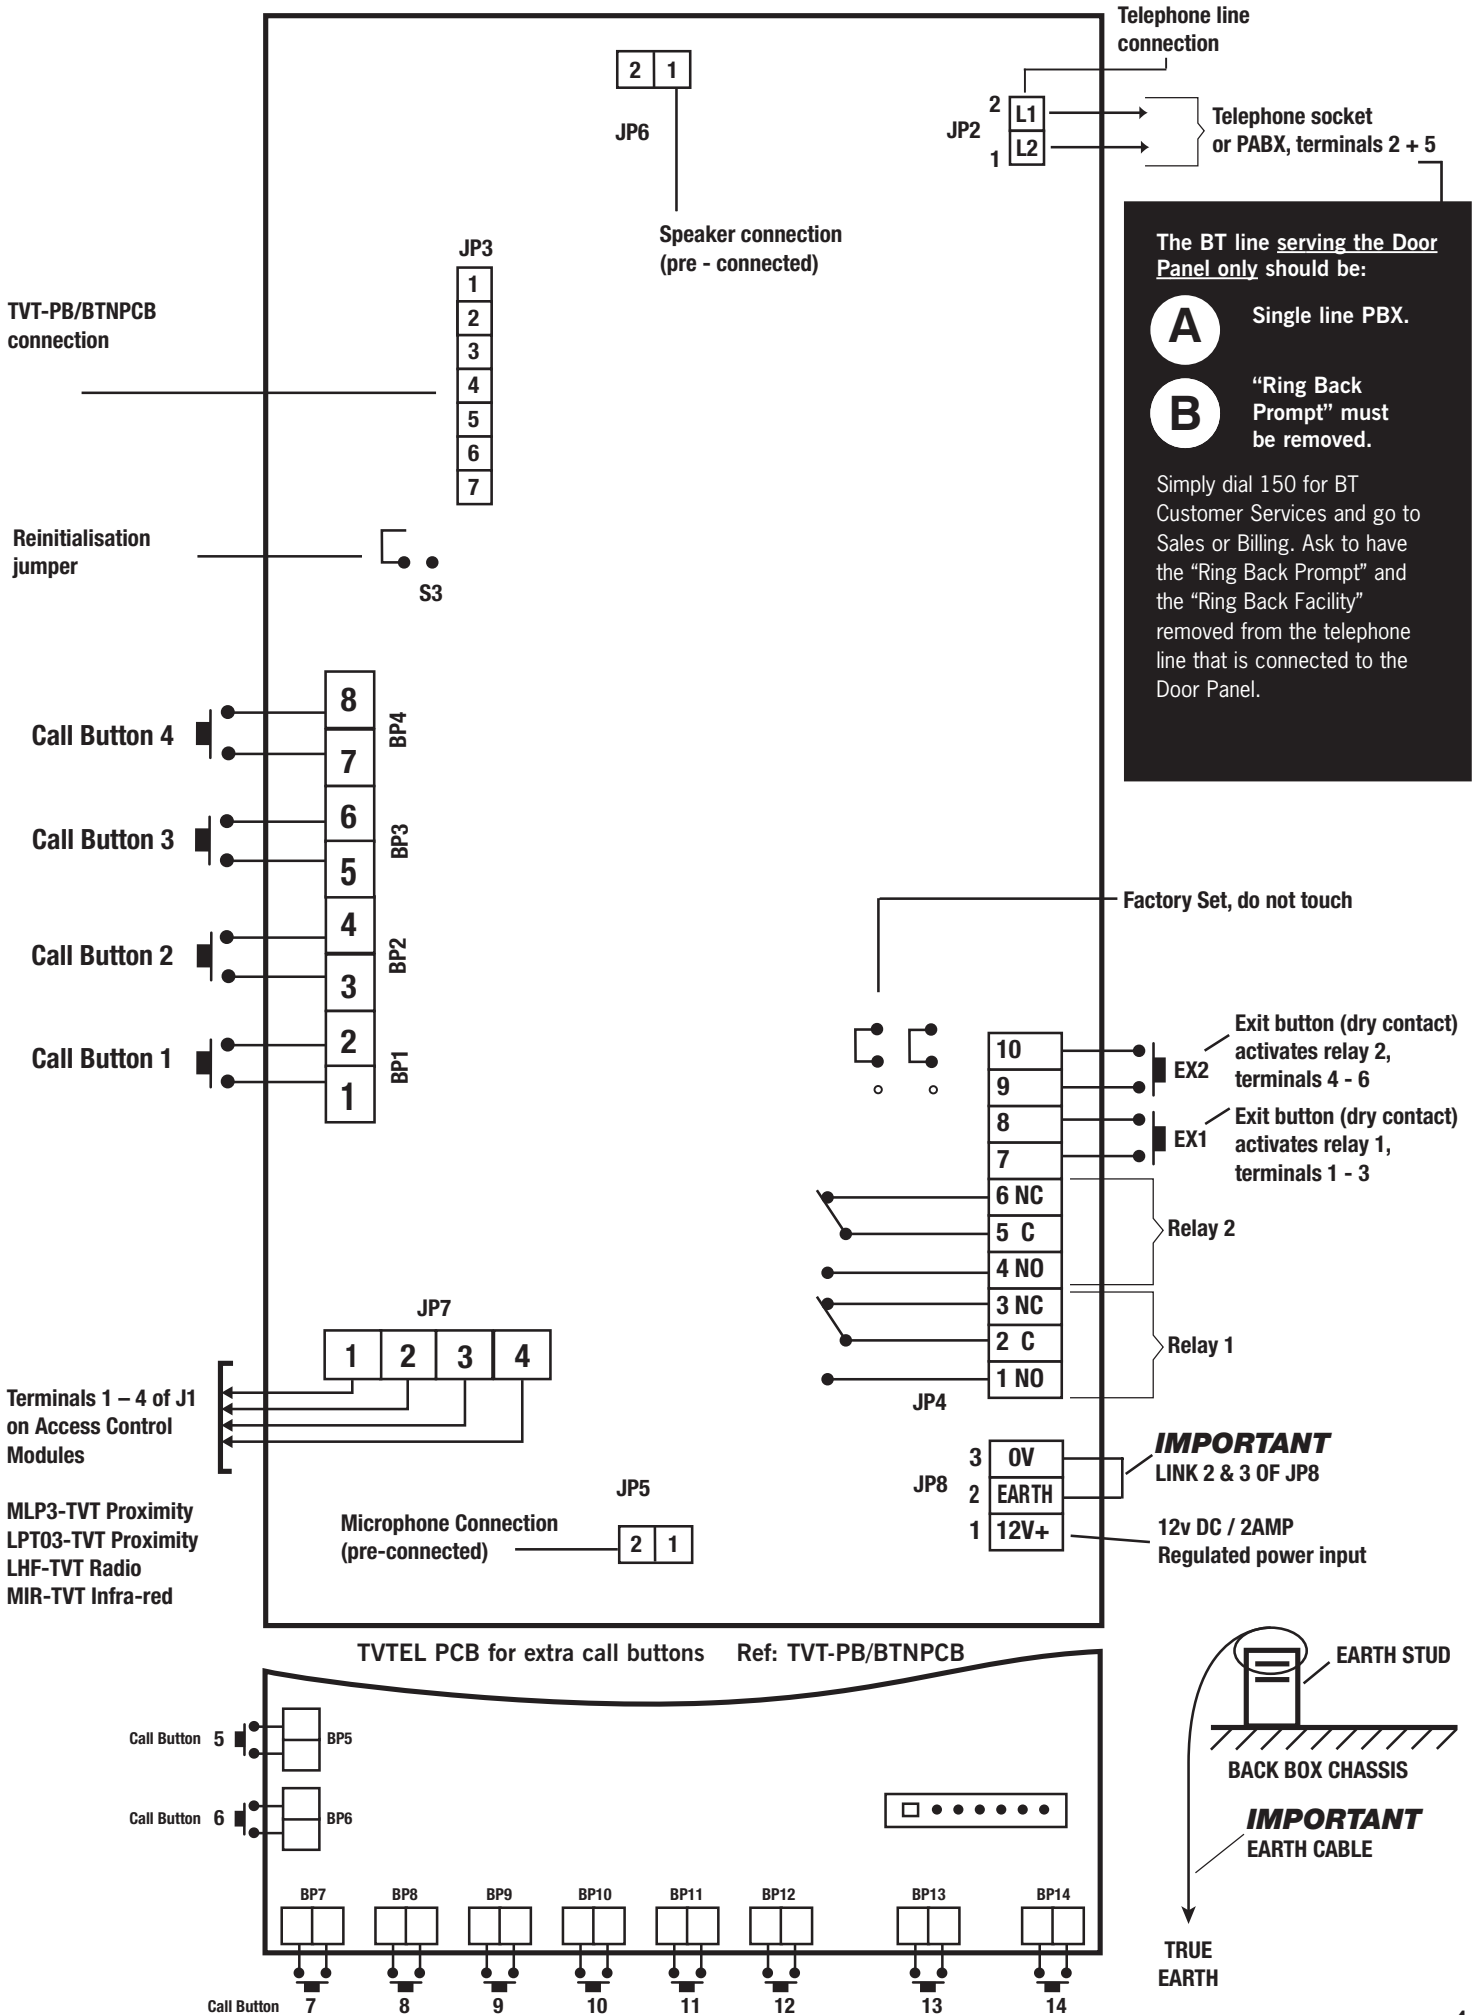 Telephone line
connection
2 1
JP6
JP2
2 L1
1 L2
Telephone socket
or PABX, terminals 2 + 5
Speaker connection
(pre - connected)
The BT line serving the Door
Panel only should be:
A
Single line PBX.
B
“Ring Back
Prompt” must
be removed.
Simply dial 150 for BT
Customer Services and go to
Sales or Billing. Ask to have
the “Ring Back Prompt” and
the “Ring Back Facility”
removed from the telephone
line that is connected to the
Door Panel.
JP3
1
2
3
4
5
6
7
TVT-PB/BTNPCB
connection
Reinitialisation
jumper
S3
Call Button 4
8
7
BP4
Call Button 3
6
5
BP3
Call Button 2
4
3
BP2
Call Button 1
2
1
BP1
Factory Set, do not touch
10
9
8
7
6 NC
5 C
4 NO
3 NC
2 C
1 NO
JP4
EX2
Exit button (dry contact)
activates relay 2,
terminals 4 - 6
EX1
Exit button (dry contact)
activates relay 1,
terminals 1 - 3
Relay 2
Relay 1
JP7
1 2 3 4
Terminals 1 – 4 of J1
on Access Control
Modules
MLP3-TVT Proximity
LPT03-TVT Proximity
LHF-TVT Radio
MIR-TVT Infra-red
JP5
Microphone Connection
(pre-connected)
2 1
JP8
3 0V
2 EARTH
1 12V+
IMPORTANT
LINK 2 & 3 OF JP8
12v DC / 2AMP
Regulated power input
TVTEL PCB for extra call buttons Ref: TVT-PB/BTNPCB
Call Button 5
BP5
Call Button 6
BP6
BP7 BP8 BP9 BP10 BP11 BP12 BP13 BP14
Call Button 7 8 9 10 11 12 13 14
EARTH STUD
BACK BOX CHASSIS
IMPORTANT
EARTH CABLE
TRUE
EARTH